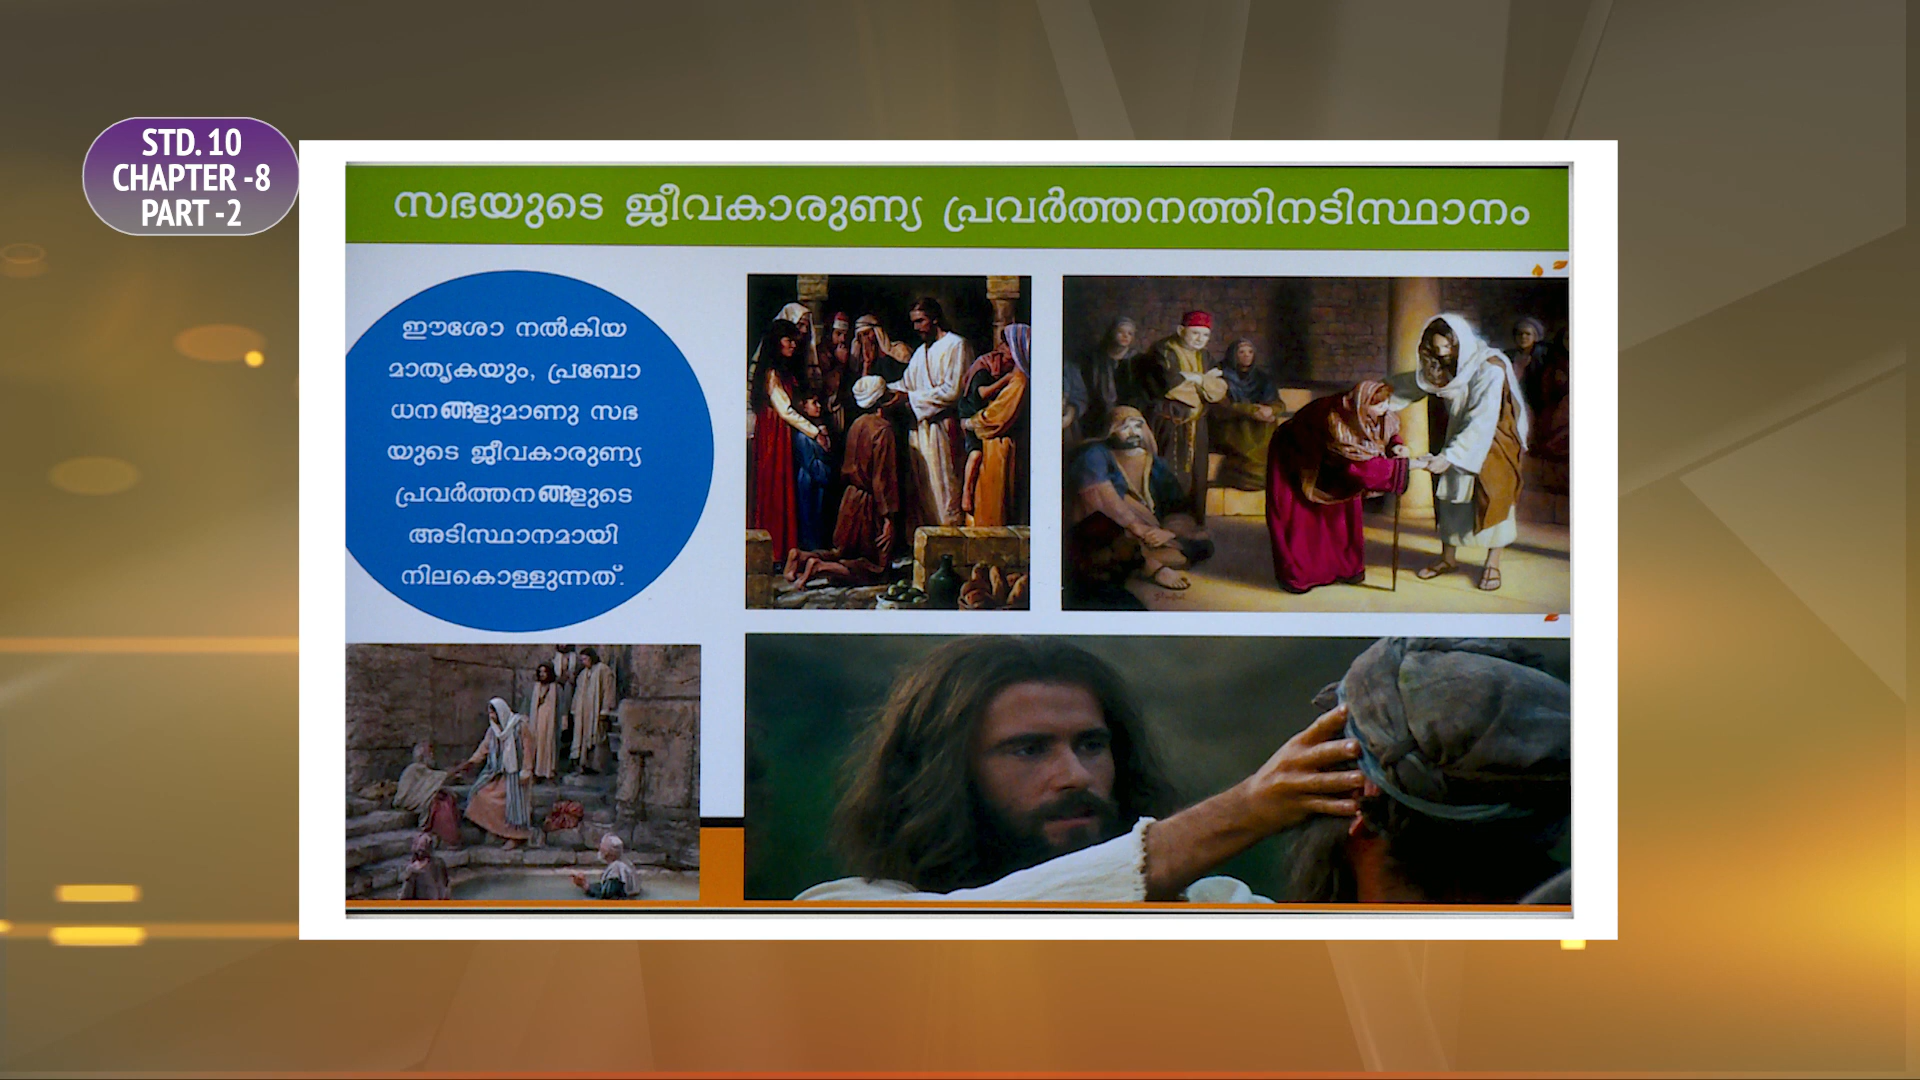 STD. 10
CHAPTER -8
PART -2
സഭയുടെ ജീവകാരുണ്യ പ്രവർത്തനത്തിനടിസ്ഥാനം
ഈശോ നൽകിയ
മാതൃകയും, പ്രബോ
ധനങ്ങളുമാണു സഭ
യുടെ ജീവകാരുണ്യ
പ്രവർത്തനങ്ങളുടെ
അടിസ്ഥാനമായി
നിലകൊള്ളുന്നത്.